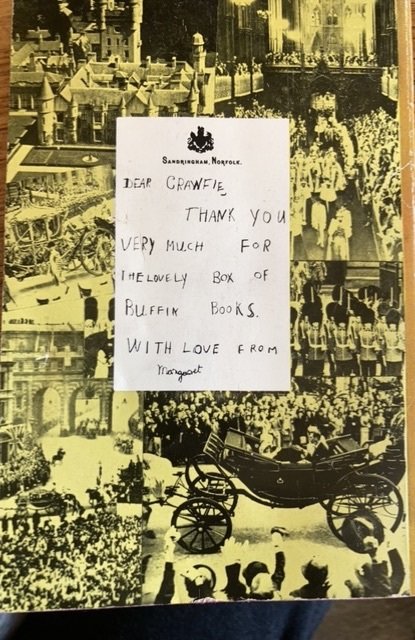 SANDRINGHAM, NORFOLK.
DEAR CRAWFIE,
THANK YOU
VERY MUCH FOR
THE LOVELY BOX OF
BUFFIN BOOKS.
WITH LOVE FROM
Margaret